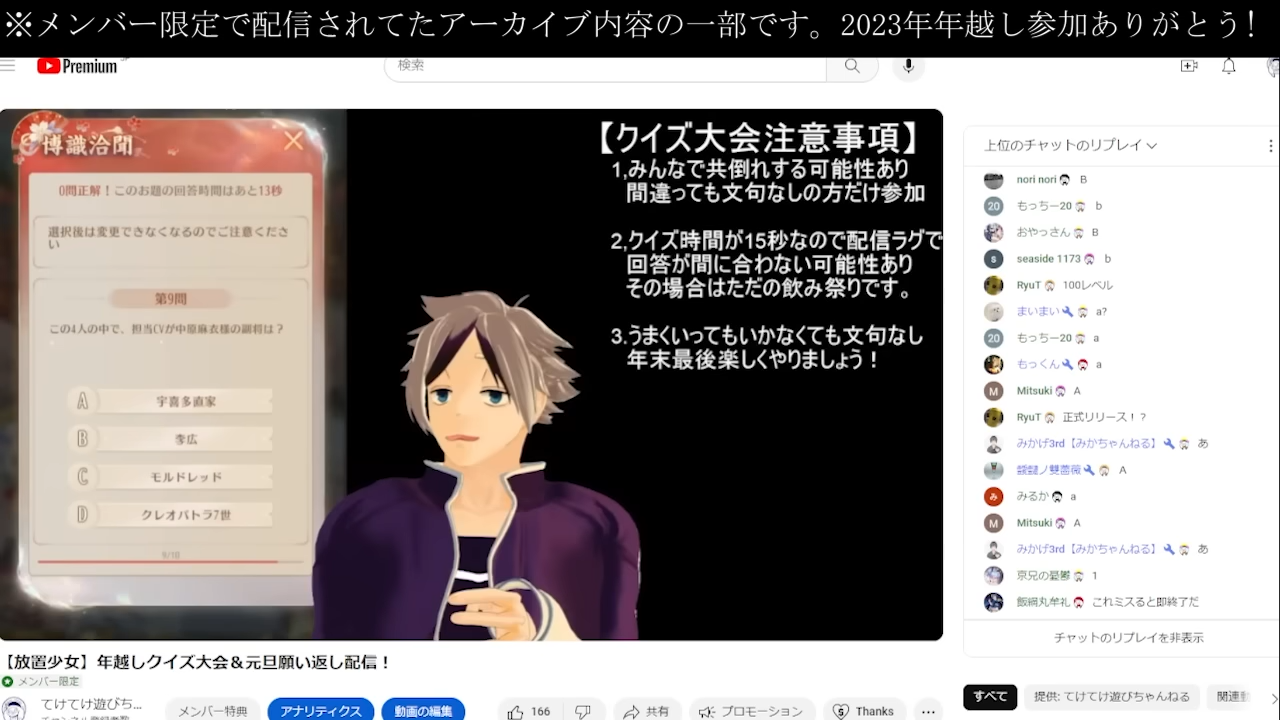 ※メンバー限定で配信されてたアーカイブ内容の一部です。2023年年越し参加ありがとう！
Premium
検索
博識洽聞
0問正解！このお題の回答時間はあと13秒
選択後は変更できなくなるのでご注意くださ
い
第9問
この4人の中で、担当CVが中原麻衣様の副将は？
A 宇喜多直家
B 李広
C モルドレッド
D クレオパトラ7世
9/10
【クイズ大会注意事項】
1,みんなで共倒れする可能性あり
間違っても文句なしの方だけ参加
2,クイズ時間が15秒なので配信ラグで
回答が間に合わない可能性あり
その場合はただの飲み祭りです。
3.うまくいってもいかなくても文句なし
年末最後楽しくやりましょう！
上位のチャットのリプレイ
nori nori B
20 もっちー20 b
おやっさん B
s seaside 1173 b
RyuT 100レベル
まいまい a?
20 もっちー20 a
もっくん a
M Mitsuki A
RyuT 正式リリース！？
みかげ3rd【みかちゃんねる】 あ
ノ雙薔薇 A
み みるか a
M Mitsuki A
みかげ3rd【みかちゃんねる】 あ
京兄の憂鬱 1
飯綱丸牟礼 これミスると即終了だ
チャットのリプレイを非表示
【放置少女】年越しクイズ大会＆元旦願い返し配信！
メンバー限定
てけてけ遊びち...
メンバー特典
アナリティクス
動画の編集
166
共有
プロモーション
Thanks
すべて
提供: てけてけ遊びちゃんねる
関連動